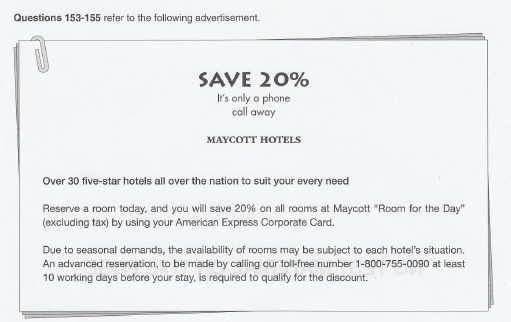 Questions 153-155 refer to the following advertisement.
SAVE 20%
It's only a phone
call away
MAYCOTT HOTELS
Over 30 five-star hotels all over the nation to suit your every need
Reserve a room today, and you will save 20% on all rooms at Maycott "Room for the Day"
(excluding tax) by using your American Express Corporate Card.
Due to seasonal demands, the availability of rooms may be subject to each hotel's situation.
An advanced reservation, to be made by calling our toll-free number 1-800-755-0090 at least
10 working days before your stay, is required to qualify for the discount.